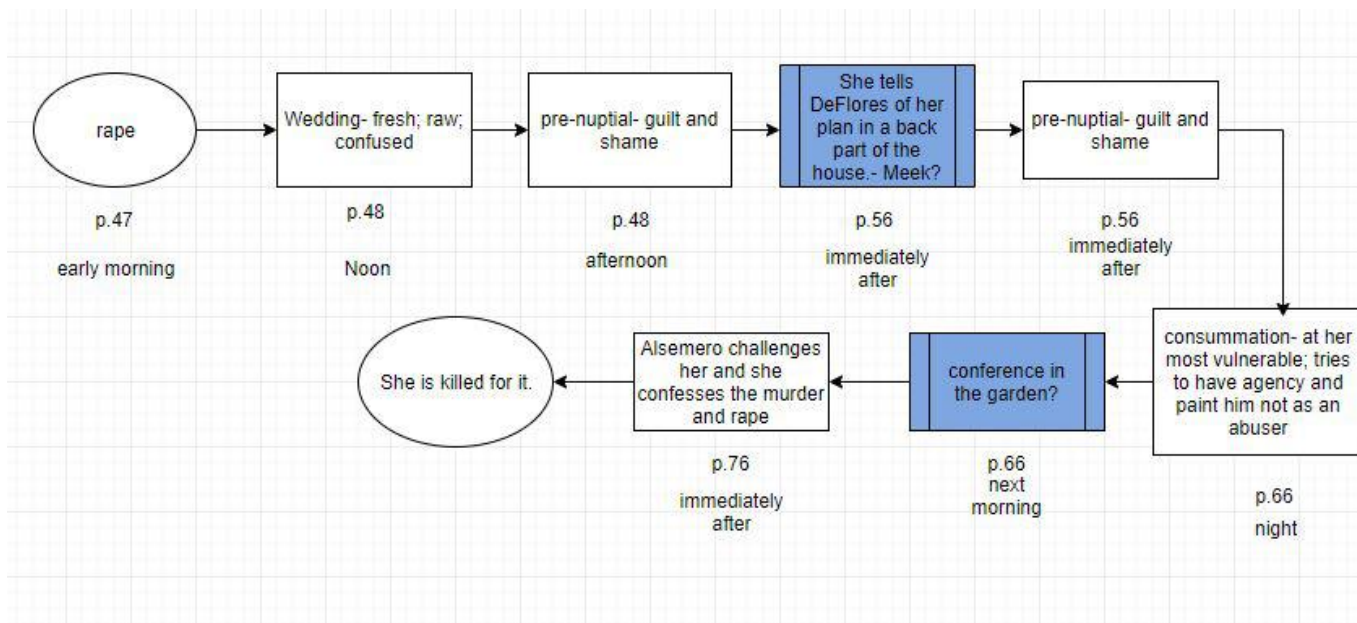 rape
p.47
early morning
Wedding- fresh; raw;
confused
p.48
Noon
pre-nuptial- guilt and
shame
p.48
afternoon
She tells
DeFlores of her
plan in a back
part of the
house.- Meek?
p.56
immediately
after
pre-nuptial- guilt and
shame
p.56
immediately
after
consummation- at her
most vulnerable; tries
to have agency and
paint him not as an
abuser
p.66
night
conference in
the garden?
p.66
next
morning
Alsemero challenges
her and she
confesses the murder
and rape
p.76
immediately
after
She is killed for it.